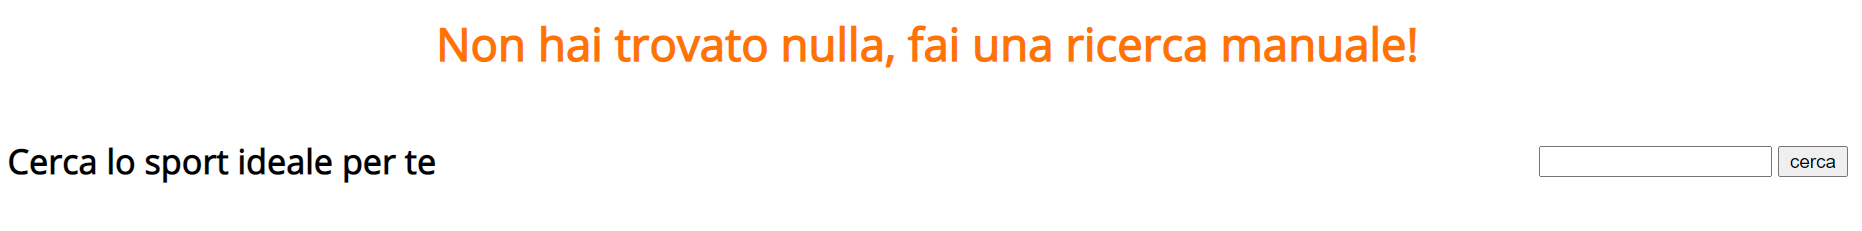 Non hai trovato nulla, fai una ricerca manuale!
Cerca lo sport ideale per te
cerca